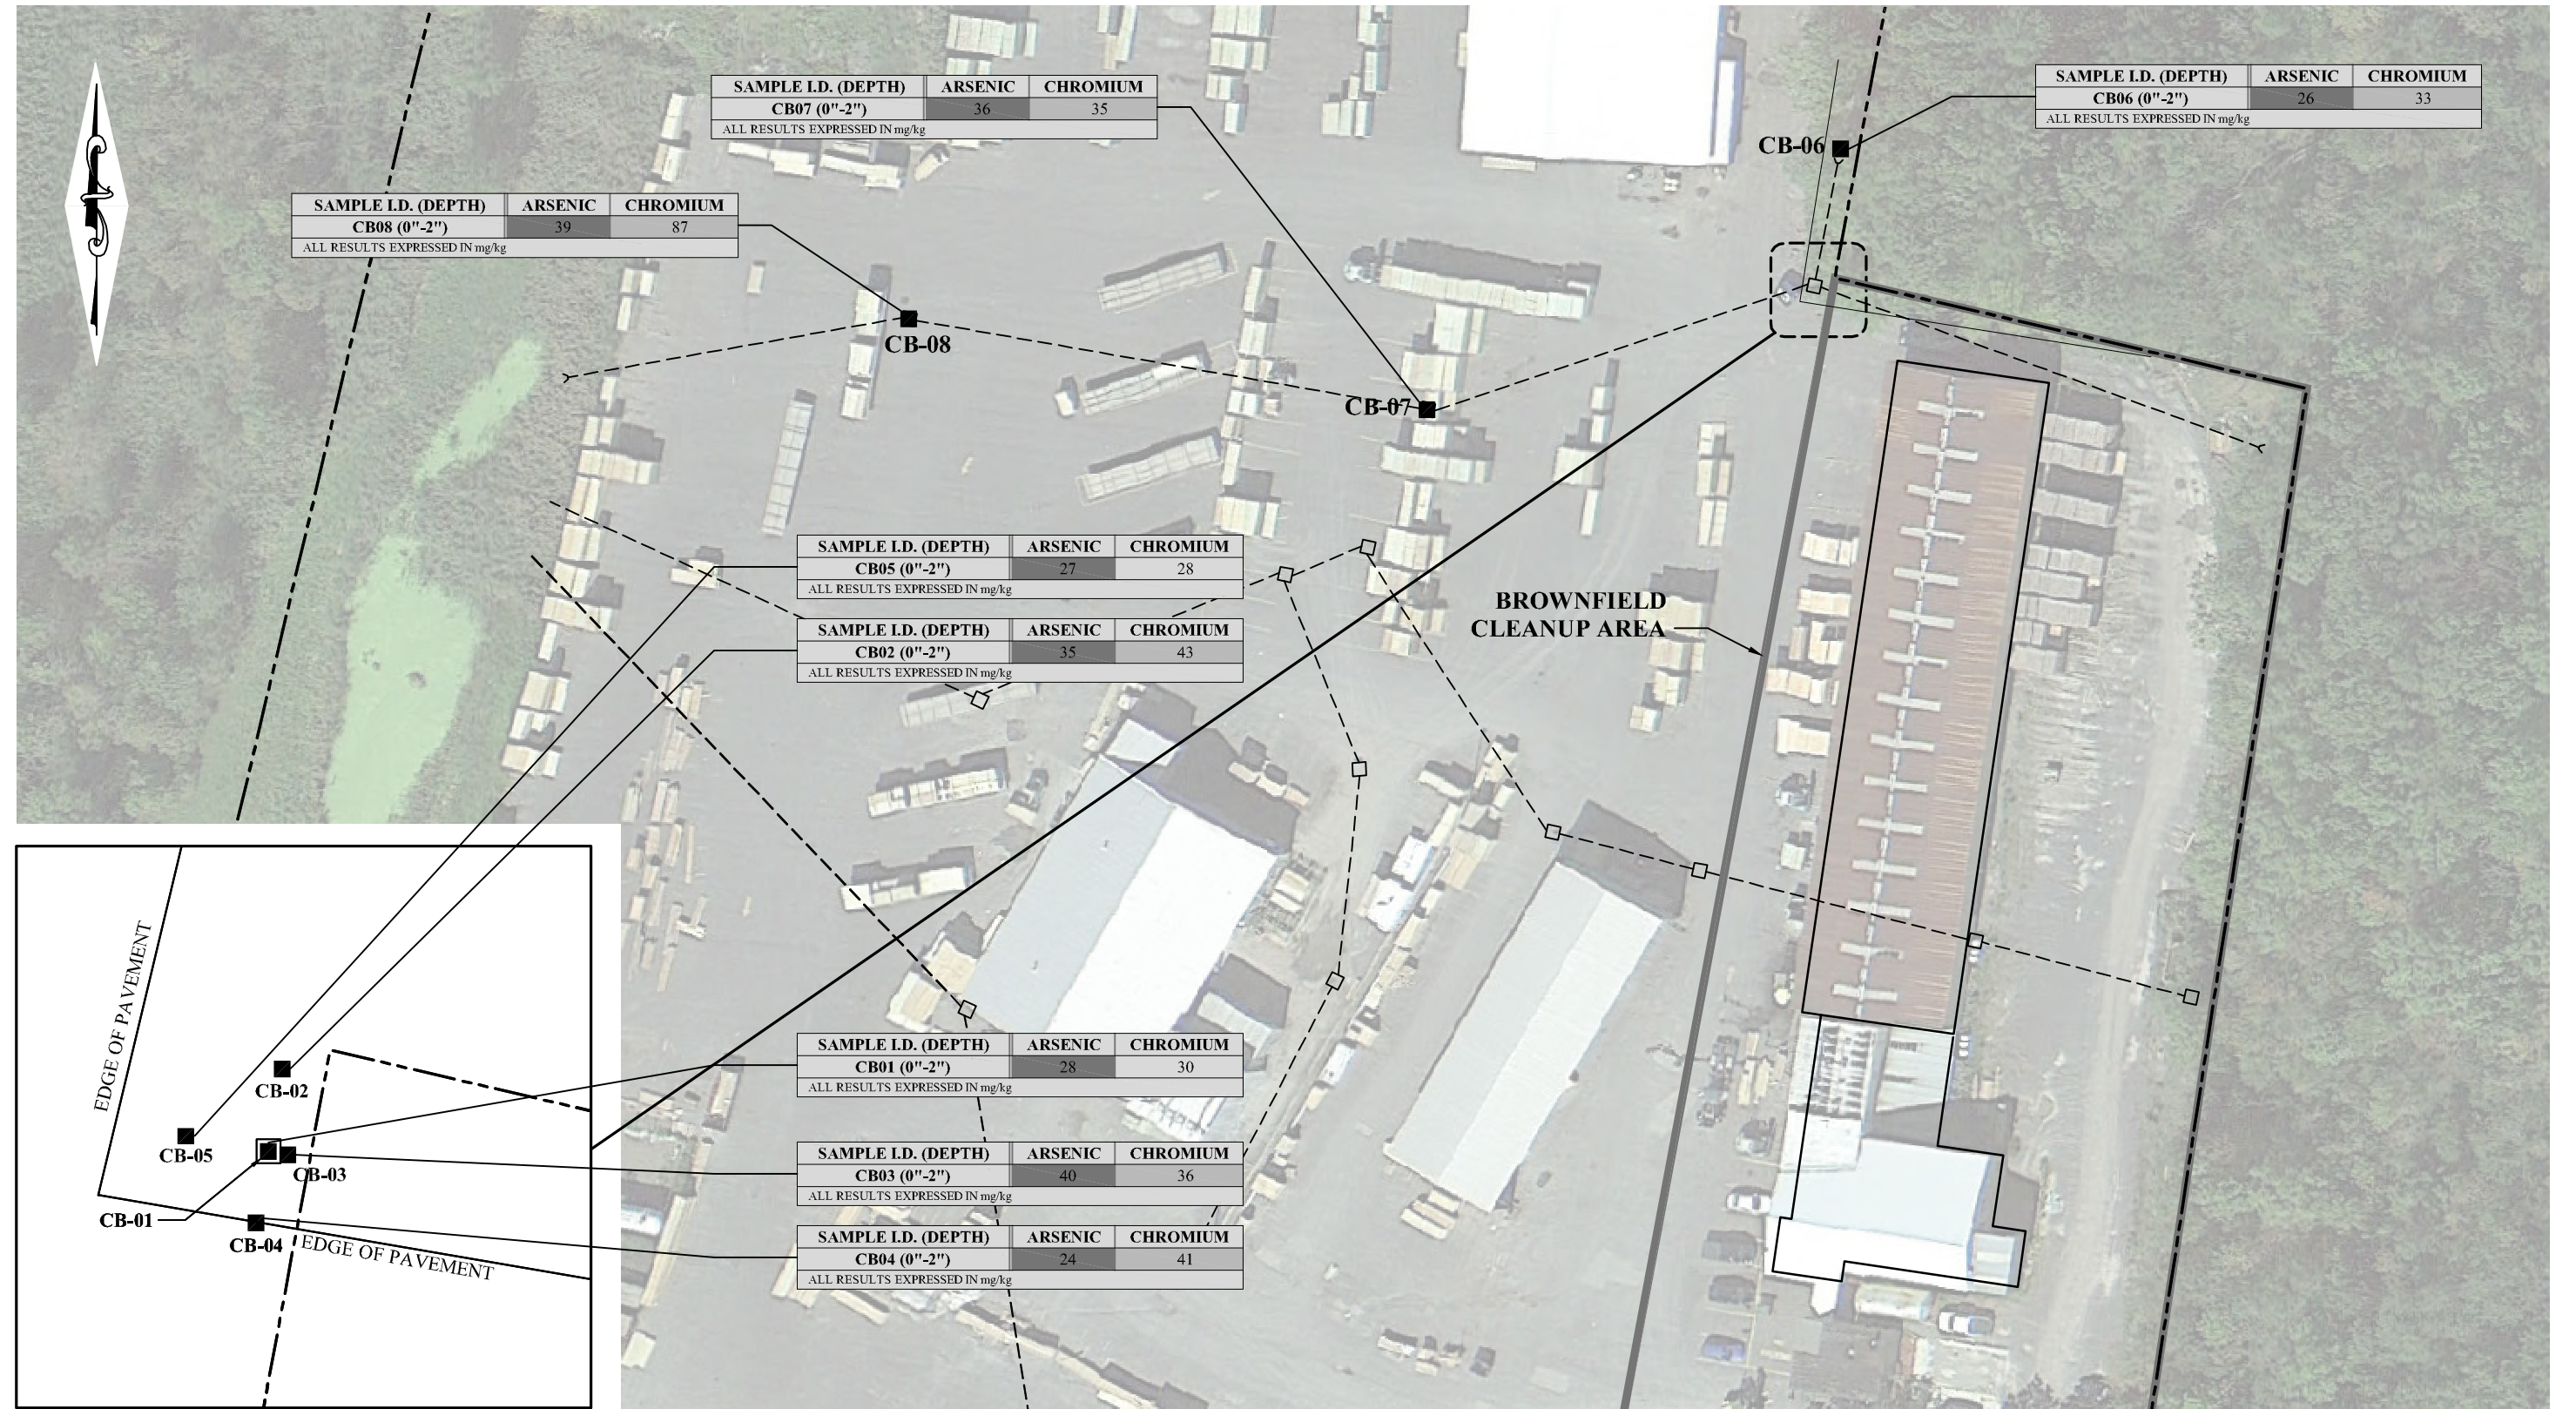 SAMPLE I.D. (DEPTH) ARSENIC CHROMIUM
CB07 (0"-2") 36 35
ALL RESULTS EXPRESSED IN mg/kg
SAMPLE I.D. (DEPTH) ARSENIC CHROMIUM
CB06 (0"-2") 26 33
ALL RESULTS EXPRESSED IN mg/kg
CB-06
SAMPLE I.D. (DEPTH) ARSENIC CHROMIUM
CB08 (0"-2") 39 87
ALL RESULTS EXPRESSED IN mg/kg
CB-08
CB-07
SAMPLE I.D. (DEPTH) ARSENIC CHROMIUM
CB05 (0"-2") 27 28
ALL RESULTS EXPRESSED IN mg/kg
BROWNFIELD
CLEANUP AREA
SAMPLE I.D. (DEPTH) ARSENIC CHROMIUM
CB02 (0"-2") 35 43
ALL RESULTS EXPRESSED IN mg/kg
EDGE OF PAVEMENT
CB-02
CB-05
CB-03
CB-01
CB-04
EDGE OF PAVEMENT
SAMPLE I.D. (DEPTH) ARSENIC CHROMIUM
CB01 (0"-2") 28 30
ALL RESULTS EXPRESSED IN mg/kg
SAMPLE I.D. (DEPTH) ARSENIC CHROMIUM
CB03 (0"-2") 40 36
ALL RESULTS EXPRESSED IN mg/kg
SAMPLE I.D. (DEPTH) ARSENIC CHROMIUM
CB04 (0"-2") 24 41
ALL RESULTS EXPRESSED IN mg/kg